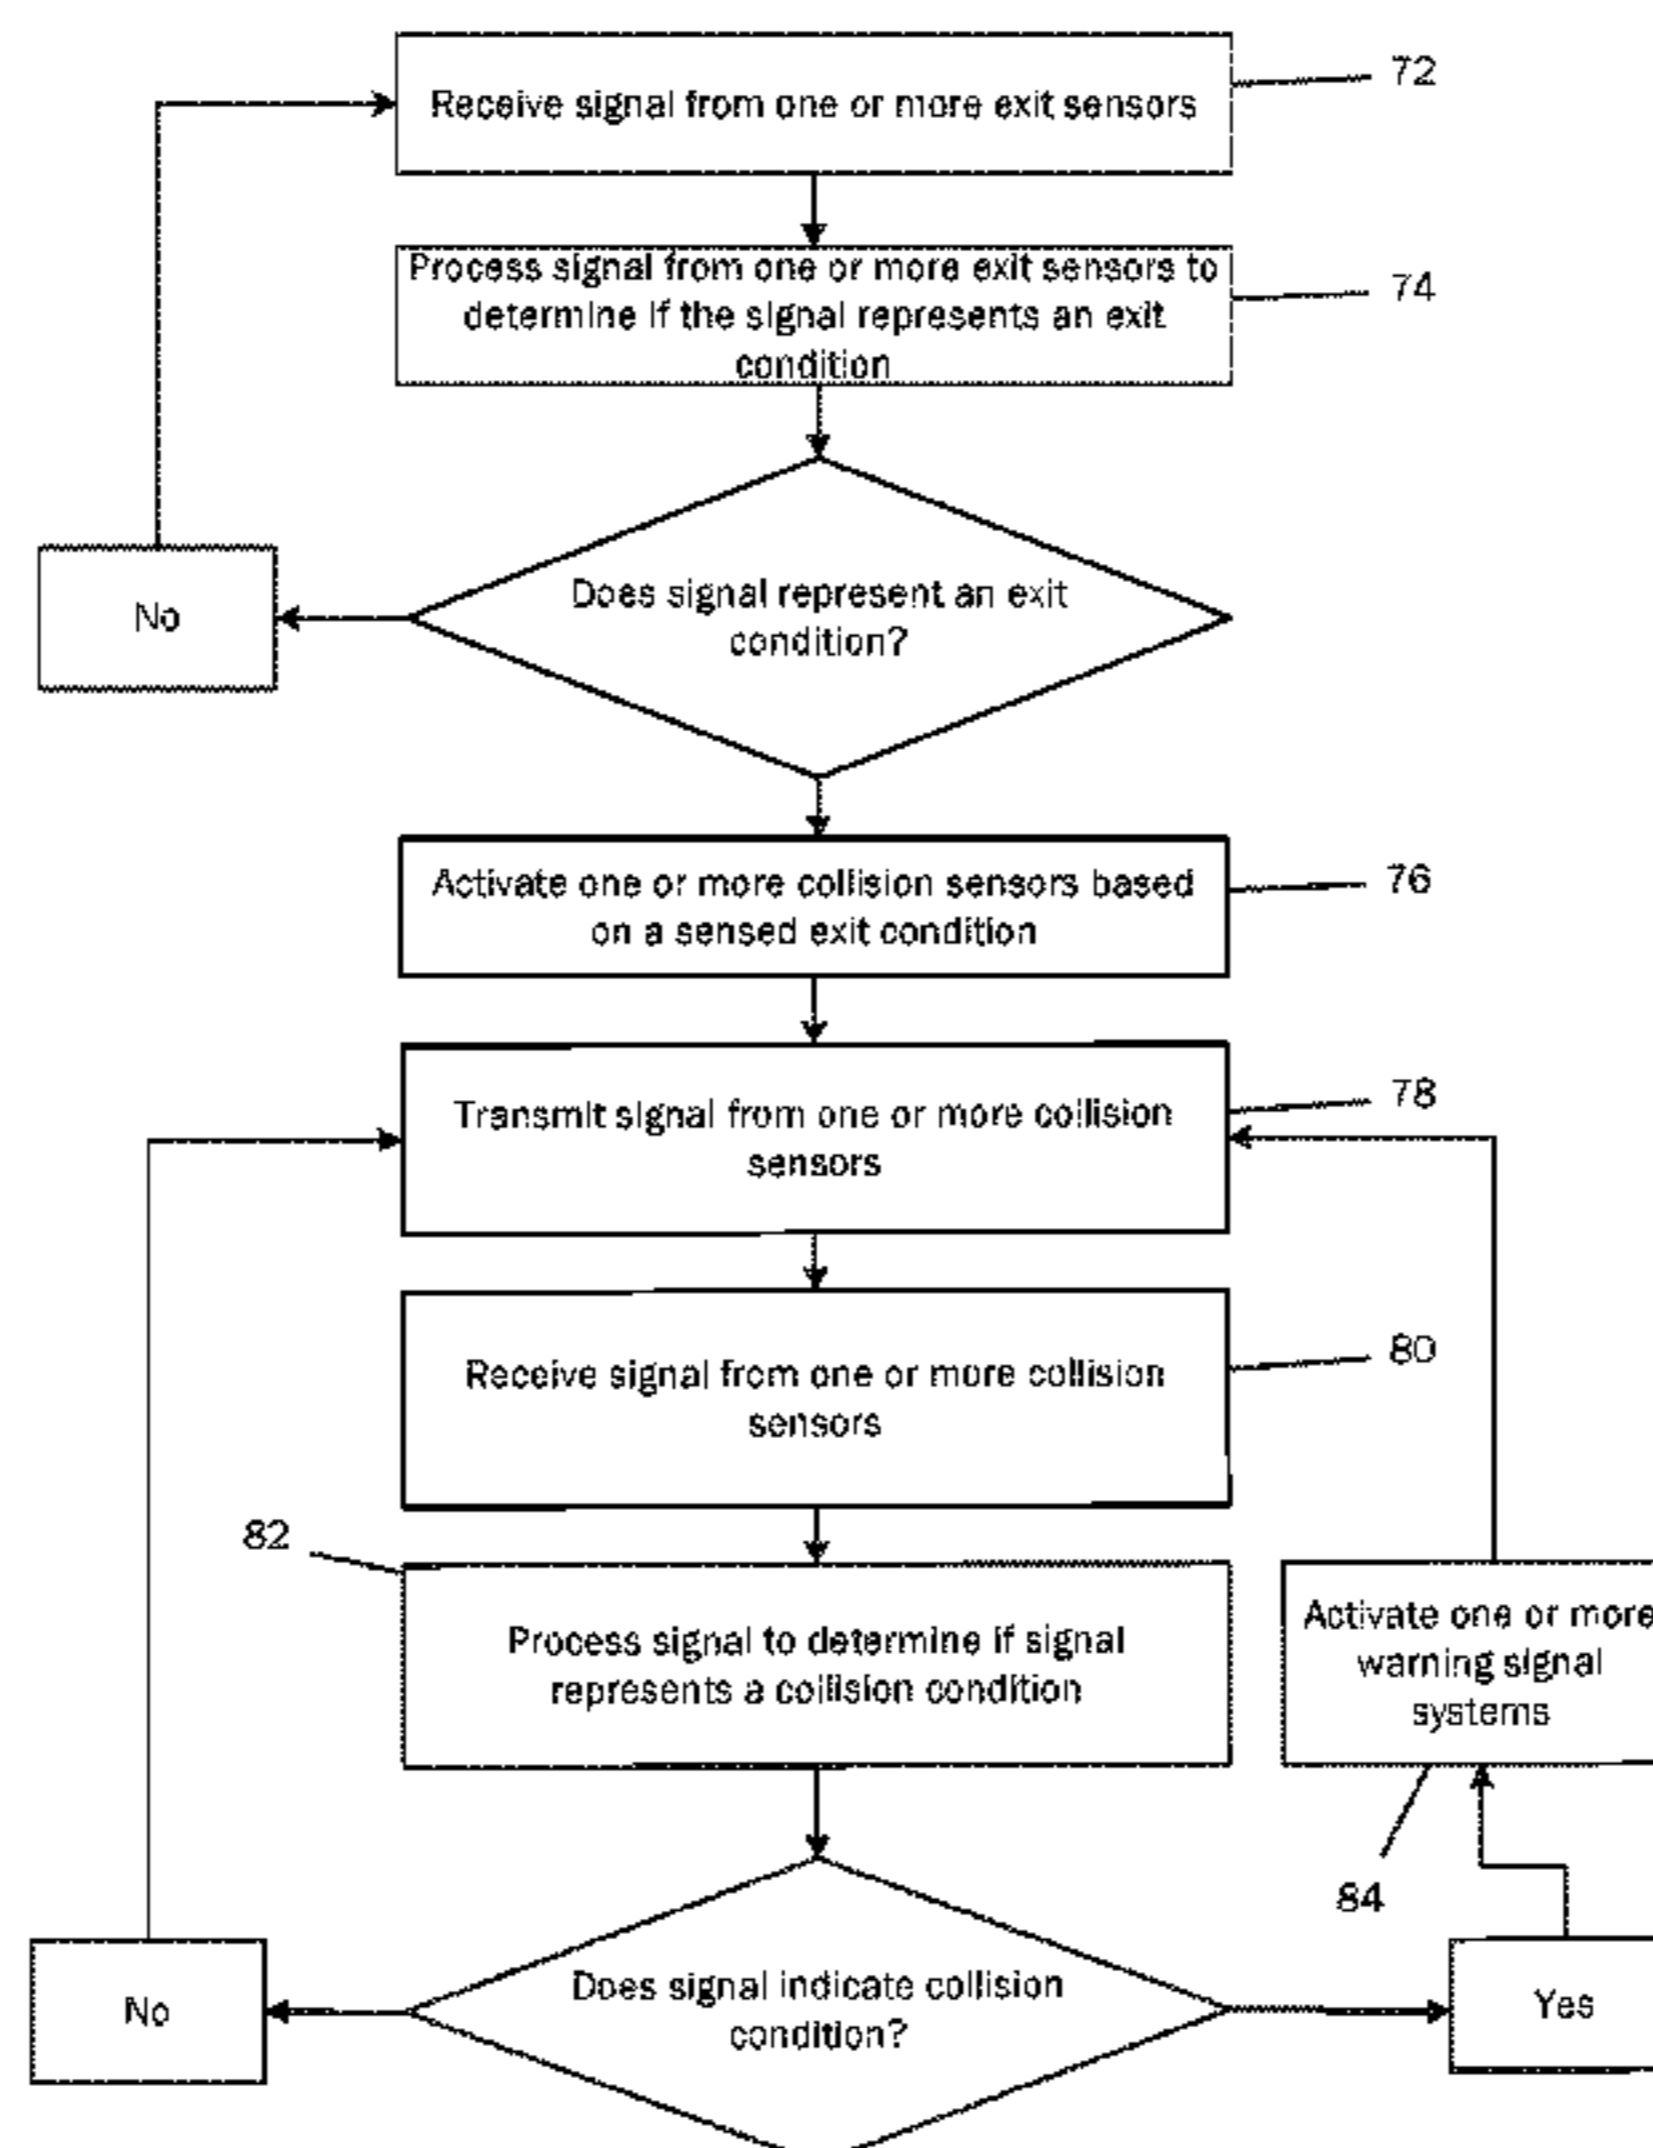 Receive signal from one or more exit sensors
72
Process signal from one or more exit sensors to
determine if the signal represents an exit
condition
74
Does signal represent an exit
condition?
No
Activate one or more collision sensors based
on a sensed exit condition
76
Transmit signal from one or more collision
sensors
78
Receive signal from one or more collision
sensors
80
82
Process signal to determine if signal
represents a collision condition
Activate one or more
warning signal
systems
84
Does signal indicate collision
condition?
No
Yes